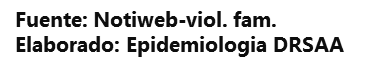 Fuente: Notiweb-viol. fam.
Elaborado: Epidemiologia DRSAA